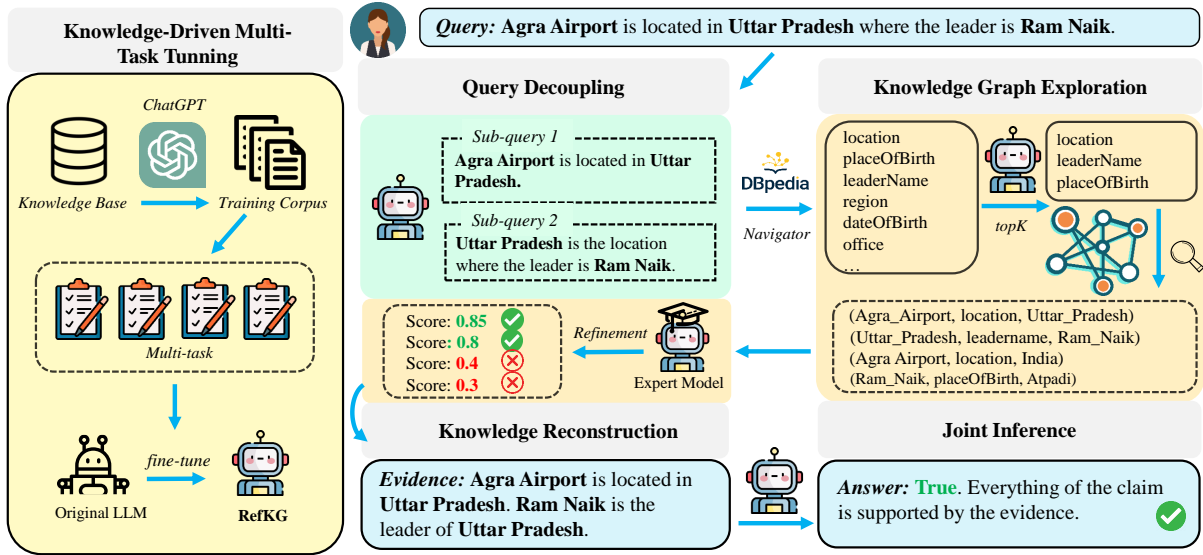 Knowledge-Driven Multi-
Task Tunning
ChatGPT
Knowledge Base
Training Corpus
Multi-task
fine-tune
Original LLM
RefKG
Query: Agra Airport is located in Uttar Pradesh where the leader is Ram Naik.
Query Decoupling
Sub-query 1
Agra Airport is located in Uttar
Pradesh.
Sub-query 2
Uttar Pradesh is the location
where the leader is Ram Naik.
DBpedia
Navigator
Knowledge Graph Exploration
location
placeOfBirth
leaderName
region
dateOfBirth
office
...
topK
location
leaderName
placeOfBirth
(Agra_Airport, location, Uttar_Pradesh)
(Uttar_Pradesh, leadername, Ram_Naik)
(Agra Airport, location, India)
(Ram_Naik, placeOfBirth, Atpadi)
Score: 0.85
Score: 0.8
Score: 0.4
Score: 0.3
Refinement
Expert Model
Knowledge Reconstruction
Evidence: Agra Airport is located in
Uttar Pradesh. Ram Naik is the
leader of Uttar Pradesh.
Joint Inference
Answer: True. Everything of the claim
is supported by the evidence.